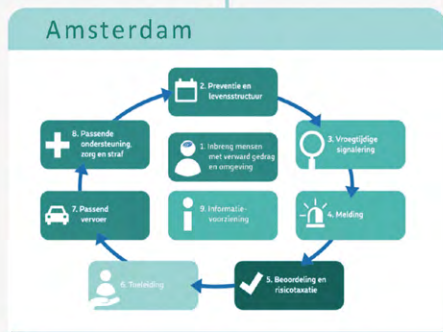 Amsterdam
2. Preventie en
levensstructuur
8. Passende
ondersteuning,
zorg en straf
1. Inbreng mensen
met verward gedrag
en omgeving
3. Vroegtijdige
signalering
7. Passend
vervoer
9. Informatie-
voorziening
4. Melding
6. Toeleiding
5. Beoordeling en
risicotaxatie